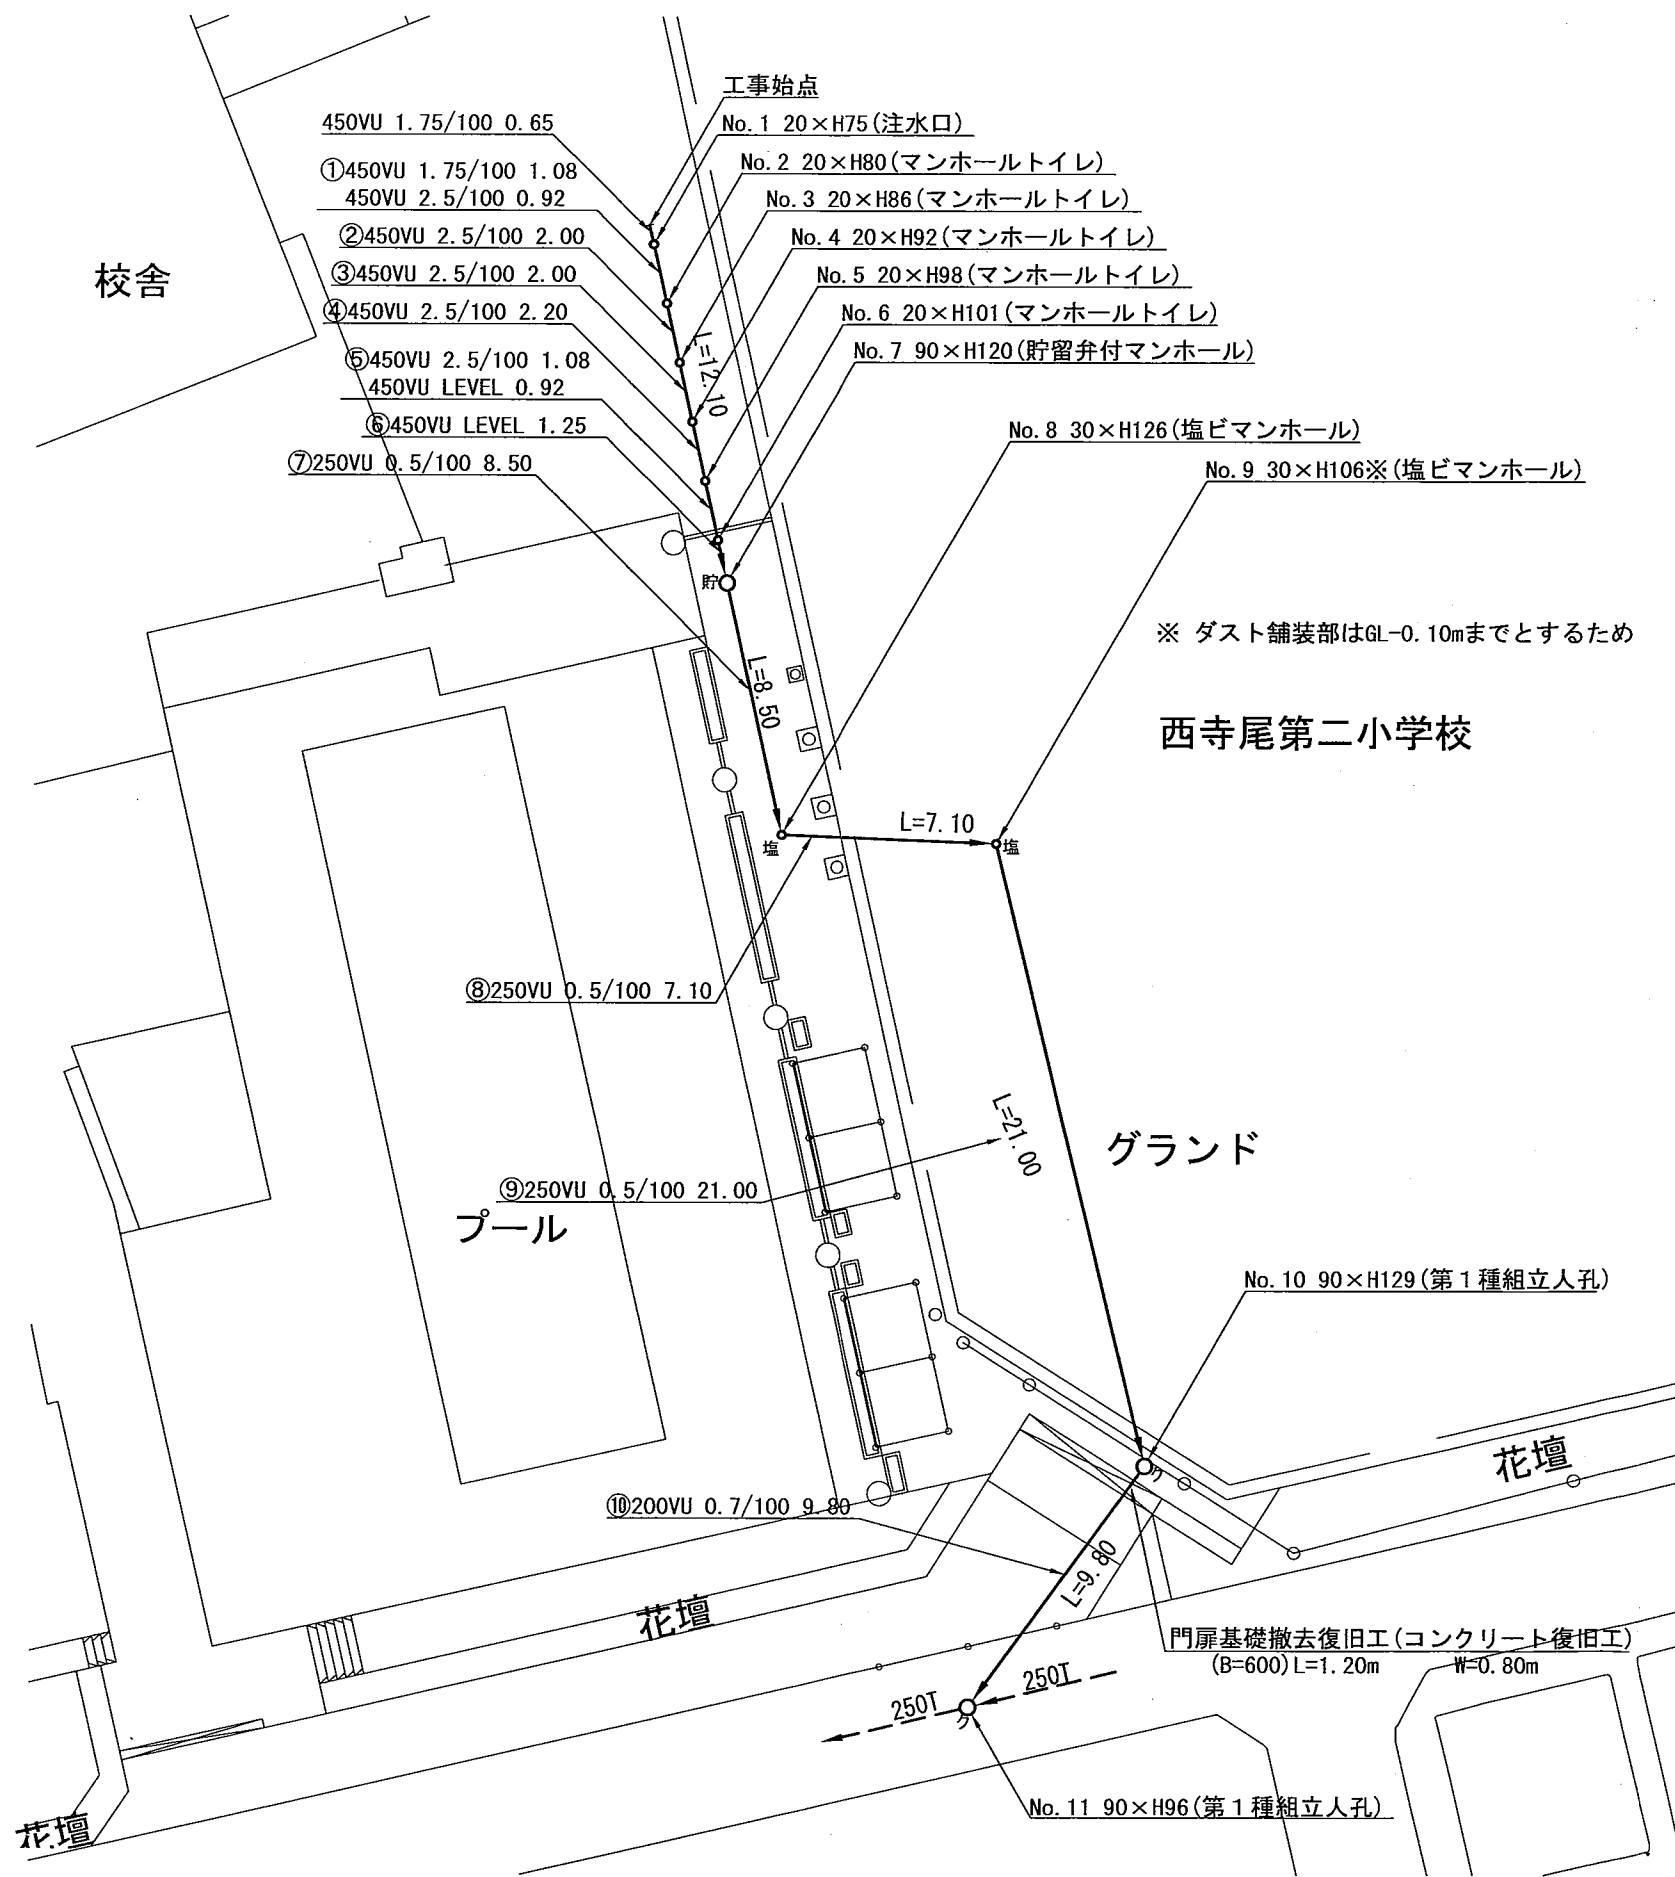 工事始点
450VU 1.75/100 0.65
No.1 20×H75(注水口)
①450VU 1.75/100 1.08
450VU 2.5/100 0.92
No.2 20×H80(マンホールトイレ)
No.3 20×H86(マンホールトイレ)
②450VU 2.5/100 2.00
No.4 20×H92(マンホールトイレ)
③450VU 2.5/100 2.00
No.5 20×H98(マンホールトイレ)
④450VU 2.5/100 2.20
No.6 20×H101(マンホールトイレ)
⑤450VU 2.5/100 1.08
450VU LEVEL 0.92
No.7 90×H120(貯留弁付マンホール)
⑥450VU LEVEL 1.25
⑦250VU 0.5/100 8.50
校舎
L=12.10
No.8 30×H126(塩ビマンホール)
No.9 30×H106※(塩ビマンホール)
貯
※ ダスト舗装部はGL-0.10mまでとするため
L=8.50
西寺尾第二小学校
L=7.10
塩
塩
⑧250VU 0.5/100 7.10
L=21.00
グランド
⑨250VU 0.5/100 21.00
プール
No.10 90×H129(第1種組立人孔)
花壇
ク
⑩200VU 0.7/100 9.80
L=9.80
花壇
門扉基礎撤去復旧工(コンクリート復旧工)
(B=600)L=1.20m W=0.80m
250T
250T
ク
No.11 90×H96(第1種組立人孔)
花壇